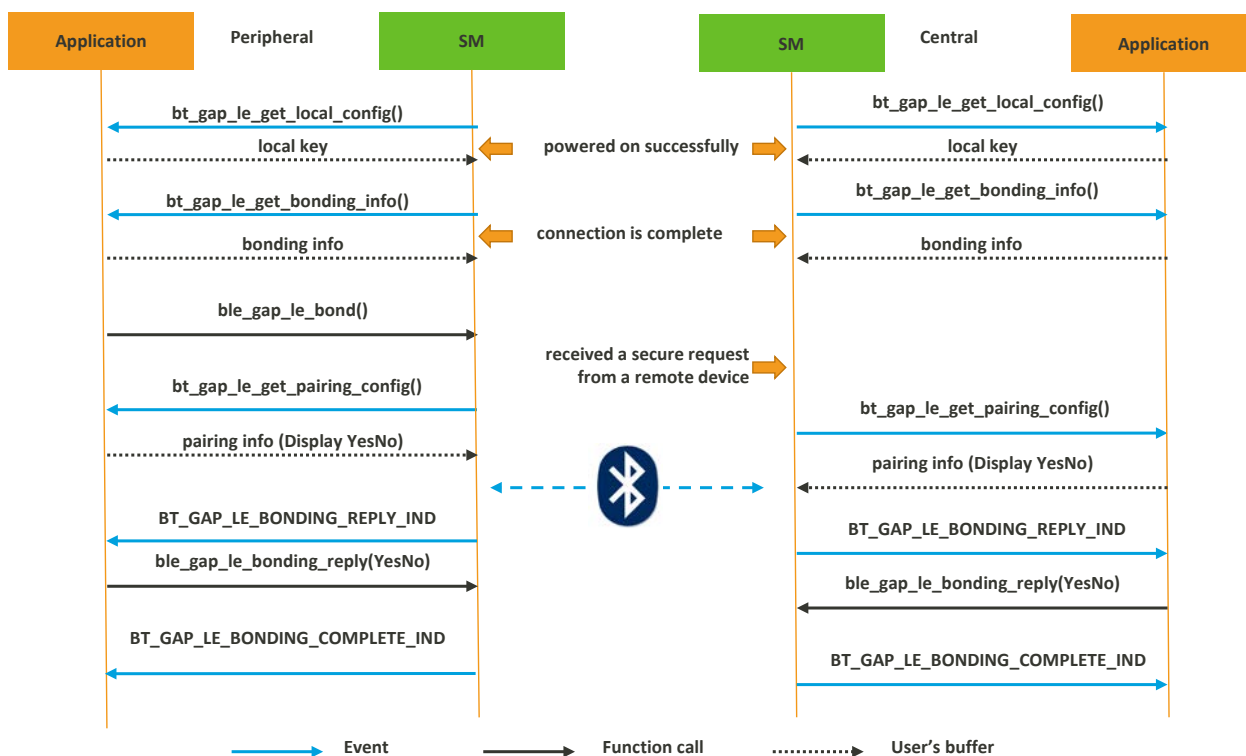 Application
Peripheral
SM
SM
Central
Application
bt_gap_le_get_local_config()
bt_gap_le_get_local_config()
local key
powered on successfully
local key
bt_gap_le_get_bonding_info()
bt_gap_le_get_bonding_info()
bonding info
connection is complete
bonding info
ble_gap_le_bond()
received a secure request
from a remote device
bt_gap_le_get_pairing_config()
bt_gap_le_get_pairing_config()
pairing info (Display YesNo)
pairing info (Display YesNo)
BT_GAP_LE_BONDING_REPLY_IND
BT_GAP_LE_BONDING_REPLY_IND
ble_gap_le_bonding_reply(YesNo)
ble_gap_le_bonding_reply(YesNo)
BT_GAP_LE_BONDING_COMPLETE_IND
BT_GAP_LE_BONDING_COMPLETE_IND
Event
Function call
User's buffer